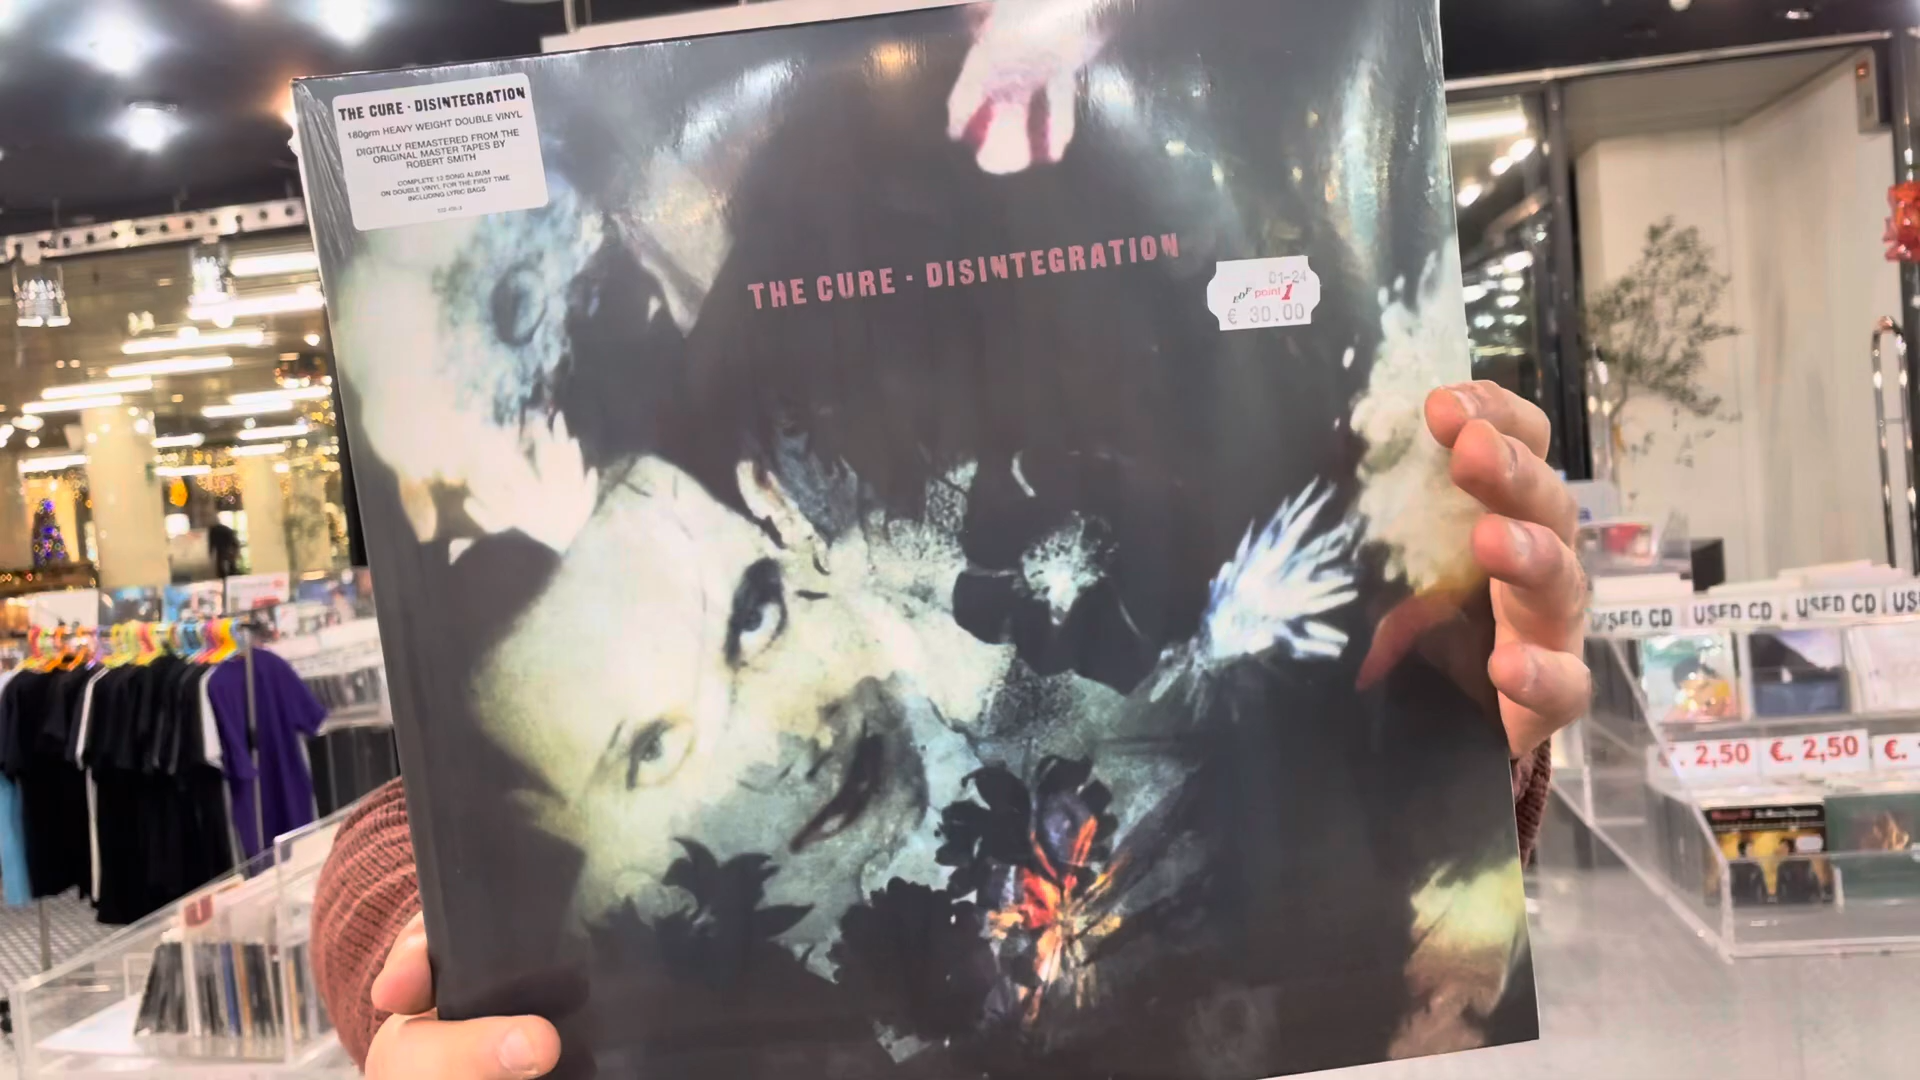 THE CURE · DISINTEGRATION
180grm HEAVY WEIGHT DOUBLE VINYL
DIGITALLY REMASTERED FROM THE
ORIGINAL MASTER TAPES BY
ROBERT SMITH
COMPLETE 12 SONG ALBUM
ON DOUBLE VINYL FOR THE FIRST TIME
INCLUDING LYRIC BAGS
THE CURE · DISINTEGRATION
01-24
point 1
€ 30.00
USED CD USED CD . USED CD US
. 2,50 €. 2,50 €.